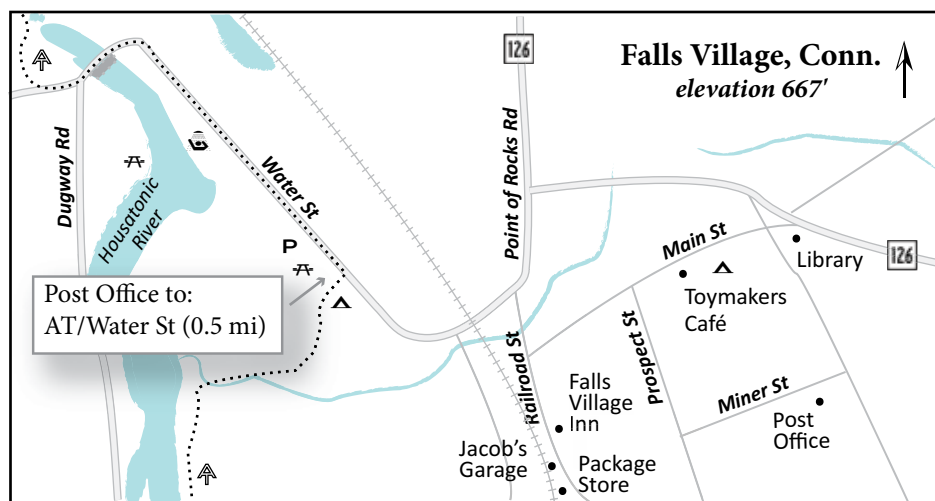 126
Falls Village, Conn.
elevation 667'
Dugway Rd
Housatonic
River
Water St
Point of Rocks Rd
P
Main St
Library
126
Toymakers
Café
Post Office to:
AT/Water St (0.5 mi)
Railroad St
Prospect St
Falls
Village
Inn
Miner St
Post
Office
Jacob's
Garage
Package
Store